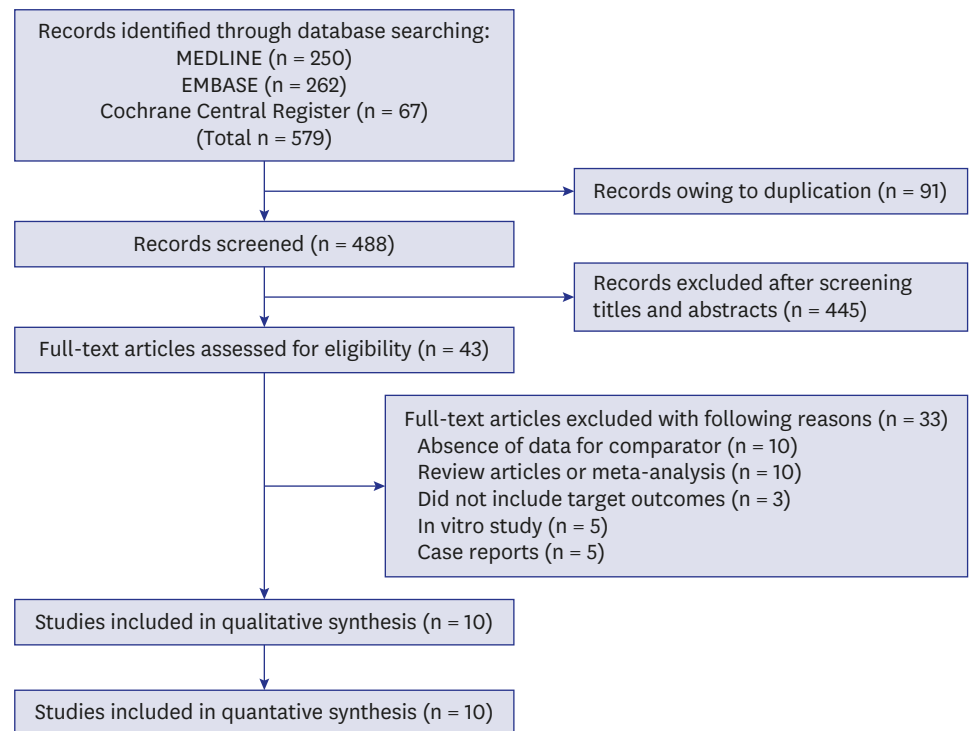 Records identified through database searching:
MEDLINE (n = 250)
EMBASE (n = 262)
Cochrane Central Register (n = 67)
(Total n = 579)
Records owing to duplication (n = 91)
Records screened (n = 488)
Records excluded after screening
titles and abstracts (n = 445)
Full-text articles assessed for eligibility (n = 43)
Full-text articles excluded with following reasons (n = 33)
Absence of data for comparator (n = 10)
Review articles or meta-analysis (n = 10)
Did not include target outcomes (n = 3)
In vitro study (n = 5)
Case reports (n = 5)
Studies included in qualitative synthesis (n = 10)
Studies included in quantative synthesis (n = 10)